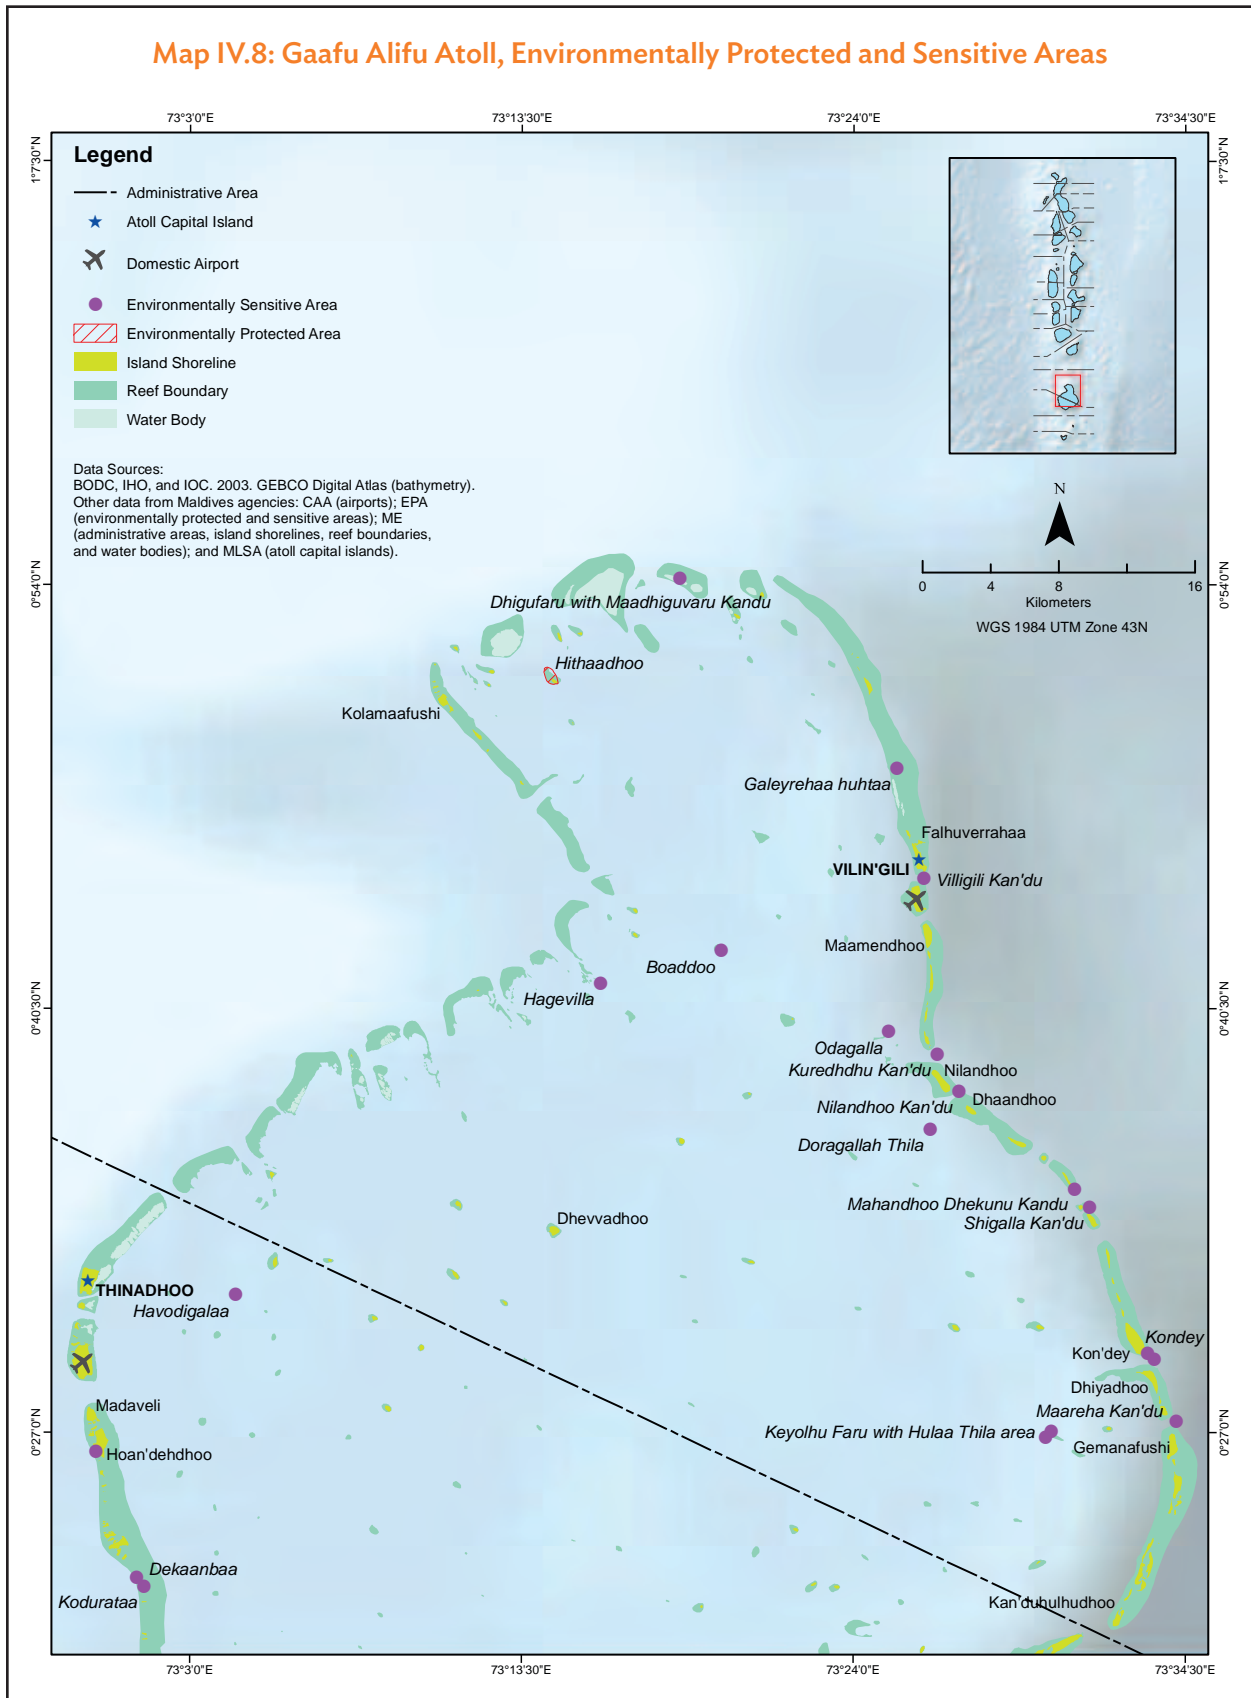 Map IV.8: Gaafu Alifu Atoll, Environmentally Protected and Sensitive Areas
73°3'0"E
73°13'30"E
73°24'0"E
73°34'30"E
1°7'30"N
1°7'30"N
Legend
Administrative Area
Atoll Capital Island
Domestic Airport
Environmentally Sensitive Area
Environmentally Protected Area
Island Shoreline
Reef Boundary
Water Body
Data Sources:
BODC, IHO, and IOC. 2003. GEBCO Digital Atlas (bathymetry).
Other data from Maldives agencies: CAA (airports); EPA
(environmentally protected and sensitive areas); ME
(administrative areas, island shorelines, reef boundaries,
and water bodies); and MLSA (atoll capital islands).
N
0 4 8 16
Kilometers
WGS 1984 UTM Zone 43N
0°54'0"N
0°54'0"N
Dhigufaru with Maadhiguvaru Kandu
Hithaadhoo
Kolamaafushi
Galeyrehaa huhtaa
Falhuverrahaa
VILIN'GILI
Villigili Kan'du
Maamendhoo
Boaddoo
Hagevilla
0°40'30"N
0°40'30"N
Odagalla
Kuredhdhu Kan'du
Nilandhoo
Nilandhoo Kan'du
Dhaandhoo
Doragallah Thila
Mahandhoo Dhekunu Kandu
Shigalla Kan'du
Dhevvadhoo
THINADHOO
Havodigalaa
Kondey
Kon'dey
Dhiyadhoo
Madaveli
Maareha Kan'du
Keyolhu Faru with Hulaa Thila area
0°27'0"N
0°27'0"N
Gemanafushi
Hoan'dehdhoo
Dekaanbaa
Kodurataa
Kan'duhulhudhoo
73°3'0"E
73°13'30"E
73°24'0"E
73°34'30"E